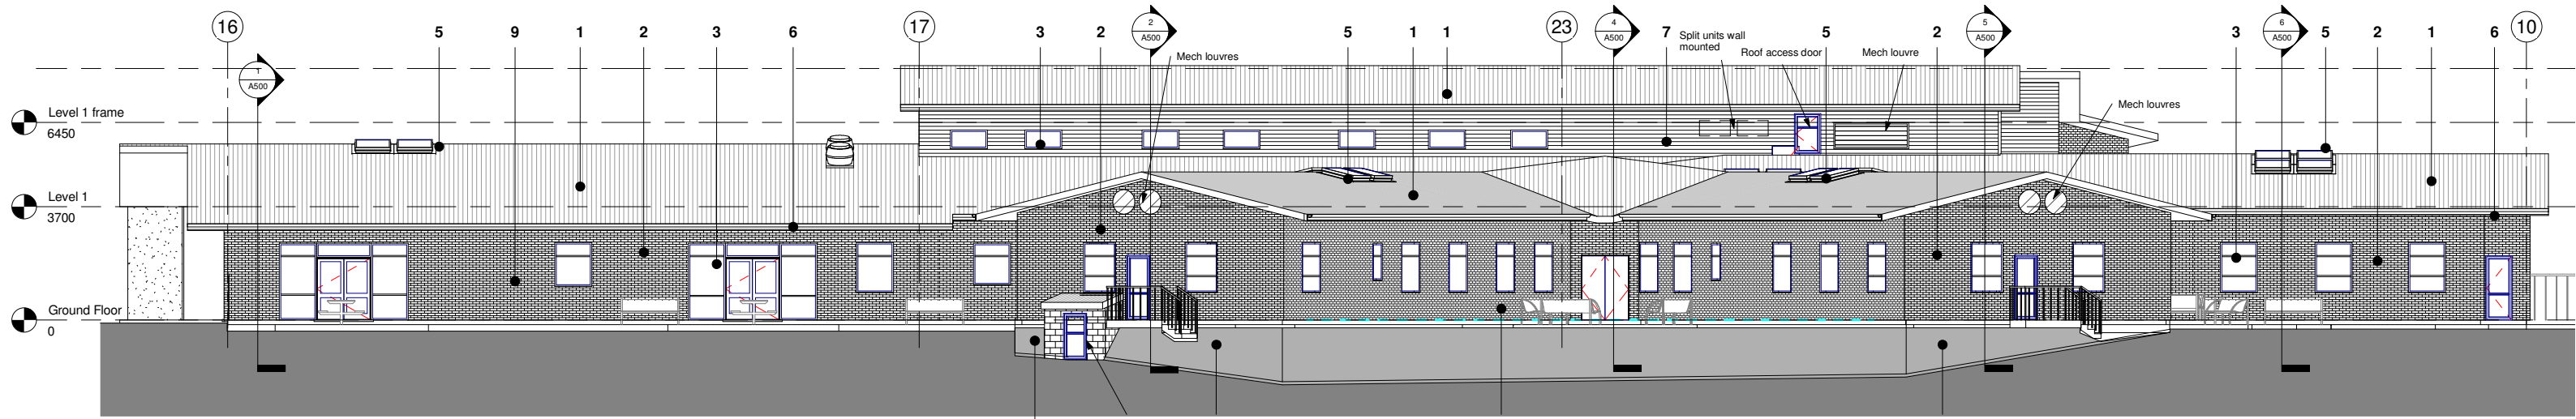 16
1
A500
5
9
1
2
3
6
17
3
2
2
A500
Mech louvres
5
1
1
23
4
A500
7
Split units wall
mounted
Roof access door
5
Mech louvre
2
5
A500
3
6
A500
5
2
1
6
10
Mech louvres
Level 1 frame
6450
Level 1
3700
Ground Floor
0